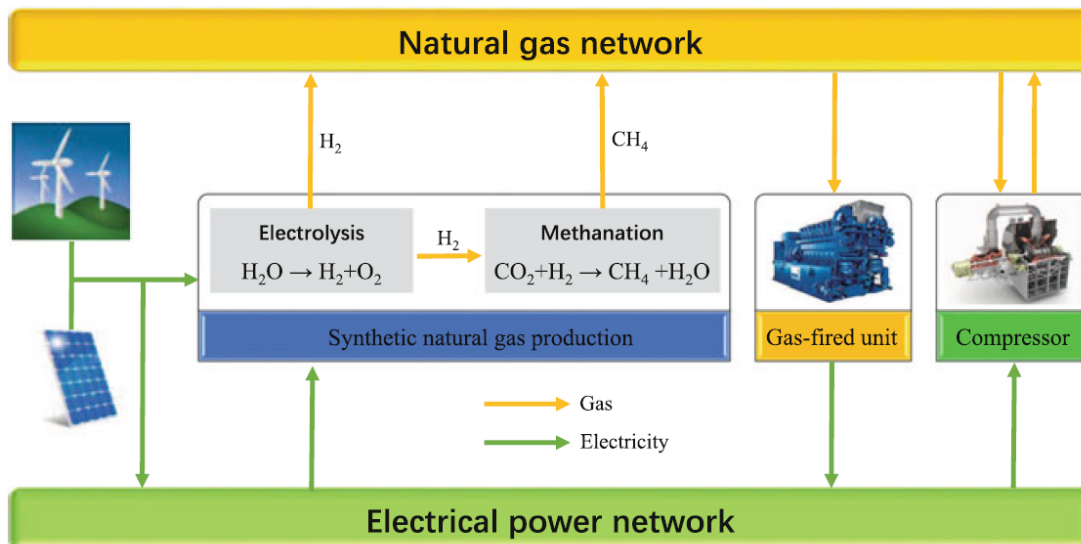 Natural gas network
H₂
CH₄
Electrolysis
H₂O → H₂+O₂
H₂
Methanation
CO₂+H₂ → CH₄ +H₂O
Synthetic natural gas production
Gas-fired unit
Compressor
Gas
Electricity
Electrical power network